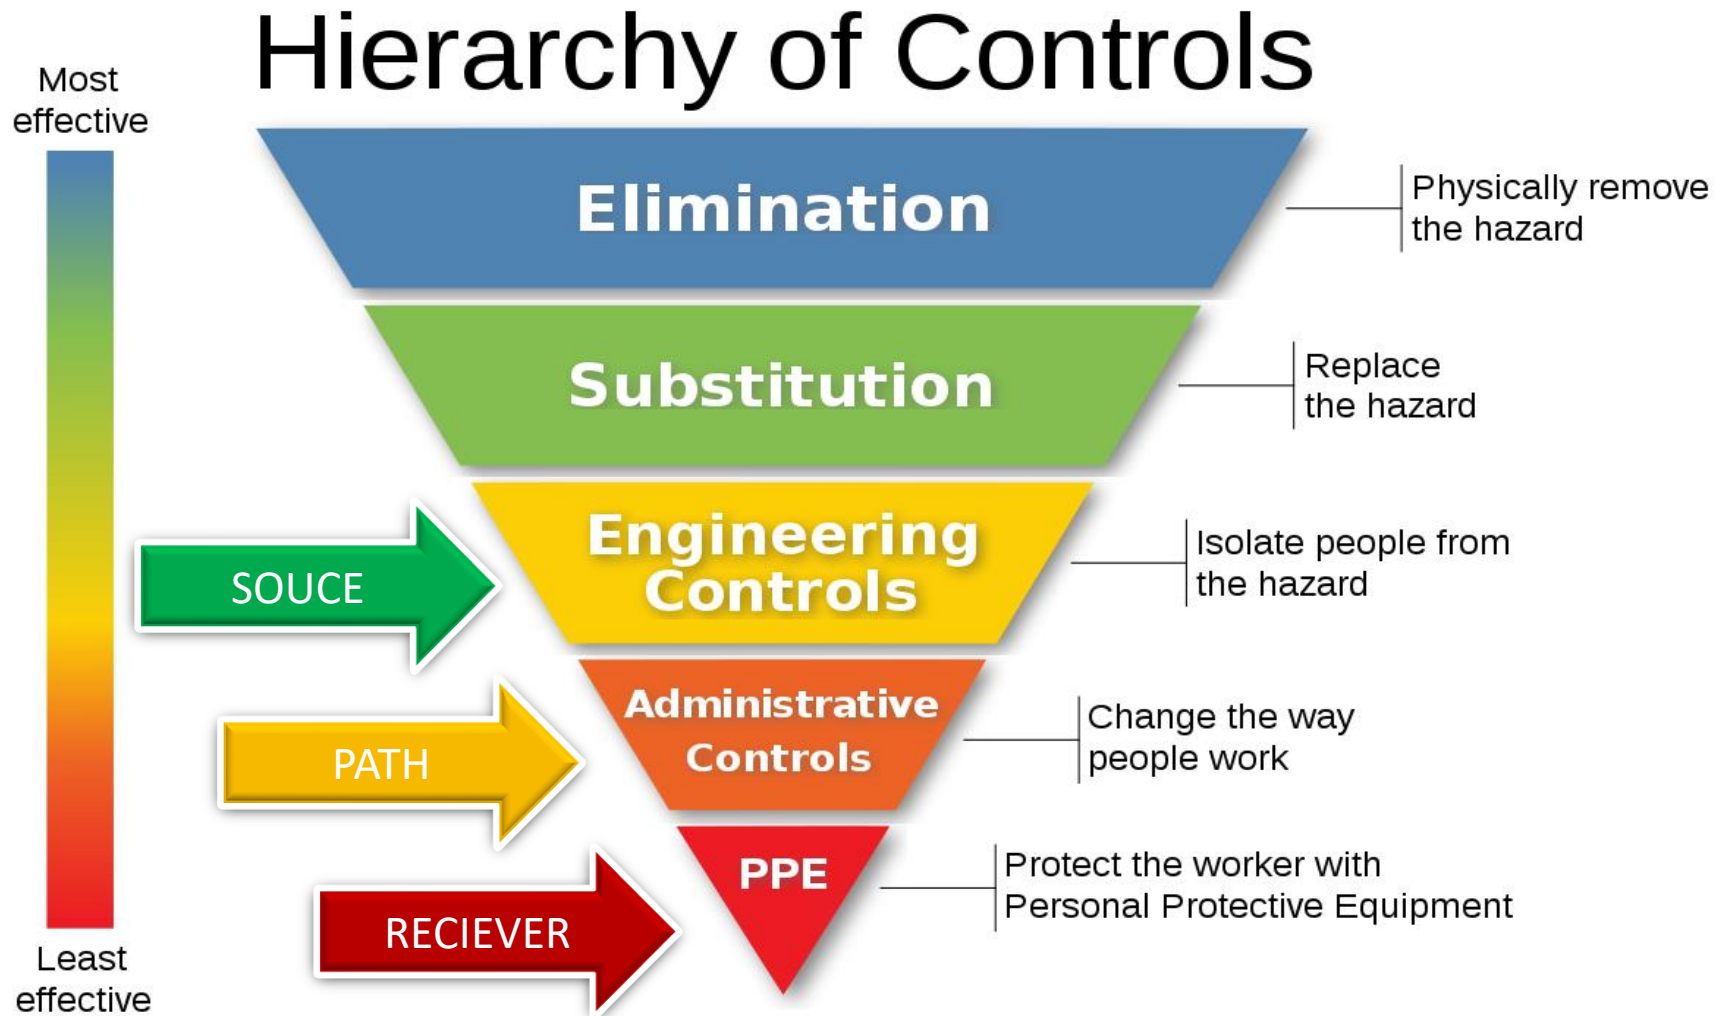 Hierarchy of Controls
Most
effective
Elimination
Physically remove
the hazard
Substitution
Replace
the hazard
Engineering
Controls
Isolate people from
the hazard
SOUCE
Administrative
Controls
Change the way
people work
PATH
PPE
Protect the worker with
Personal Protective Equipment
RECIEVER
Least
effective